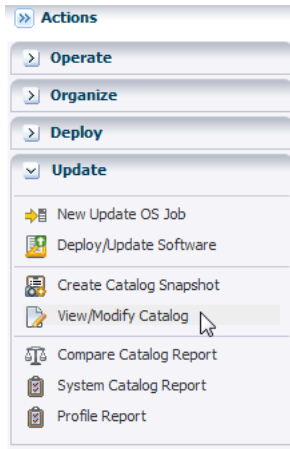 Actions
Operate
Organize
Deploy
Update
New Update OS Job
Deploy/Update Software
Create Catalog Snapshot
View/Modify Catalog
Compare Catalog Report
System Catalog Report
Profile Report